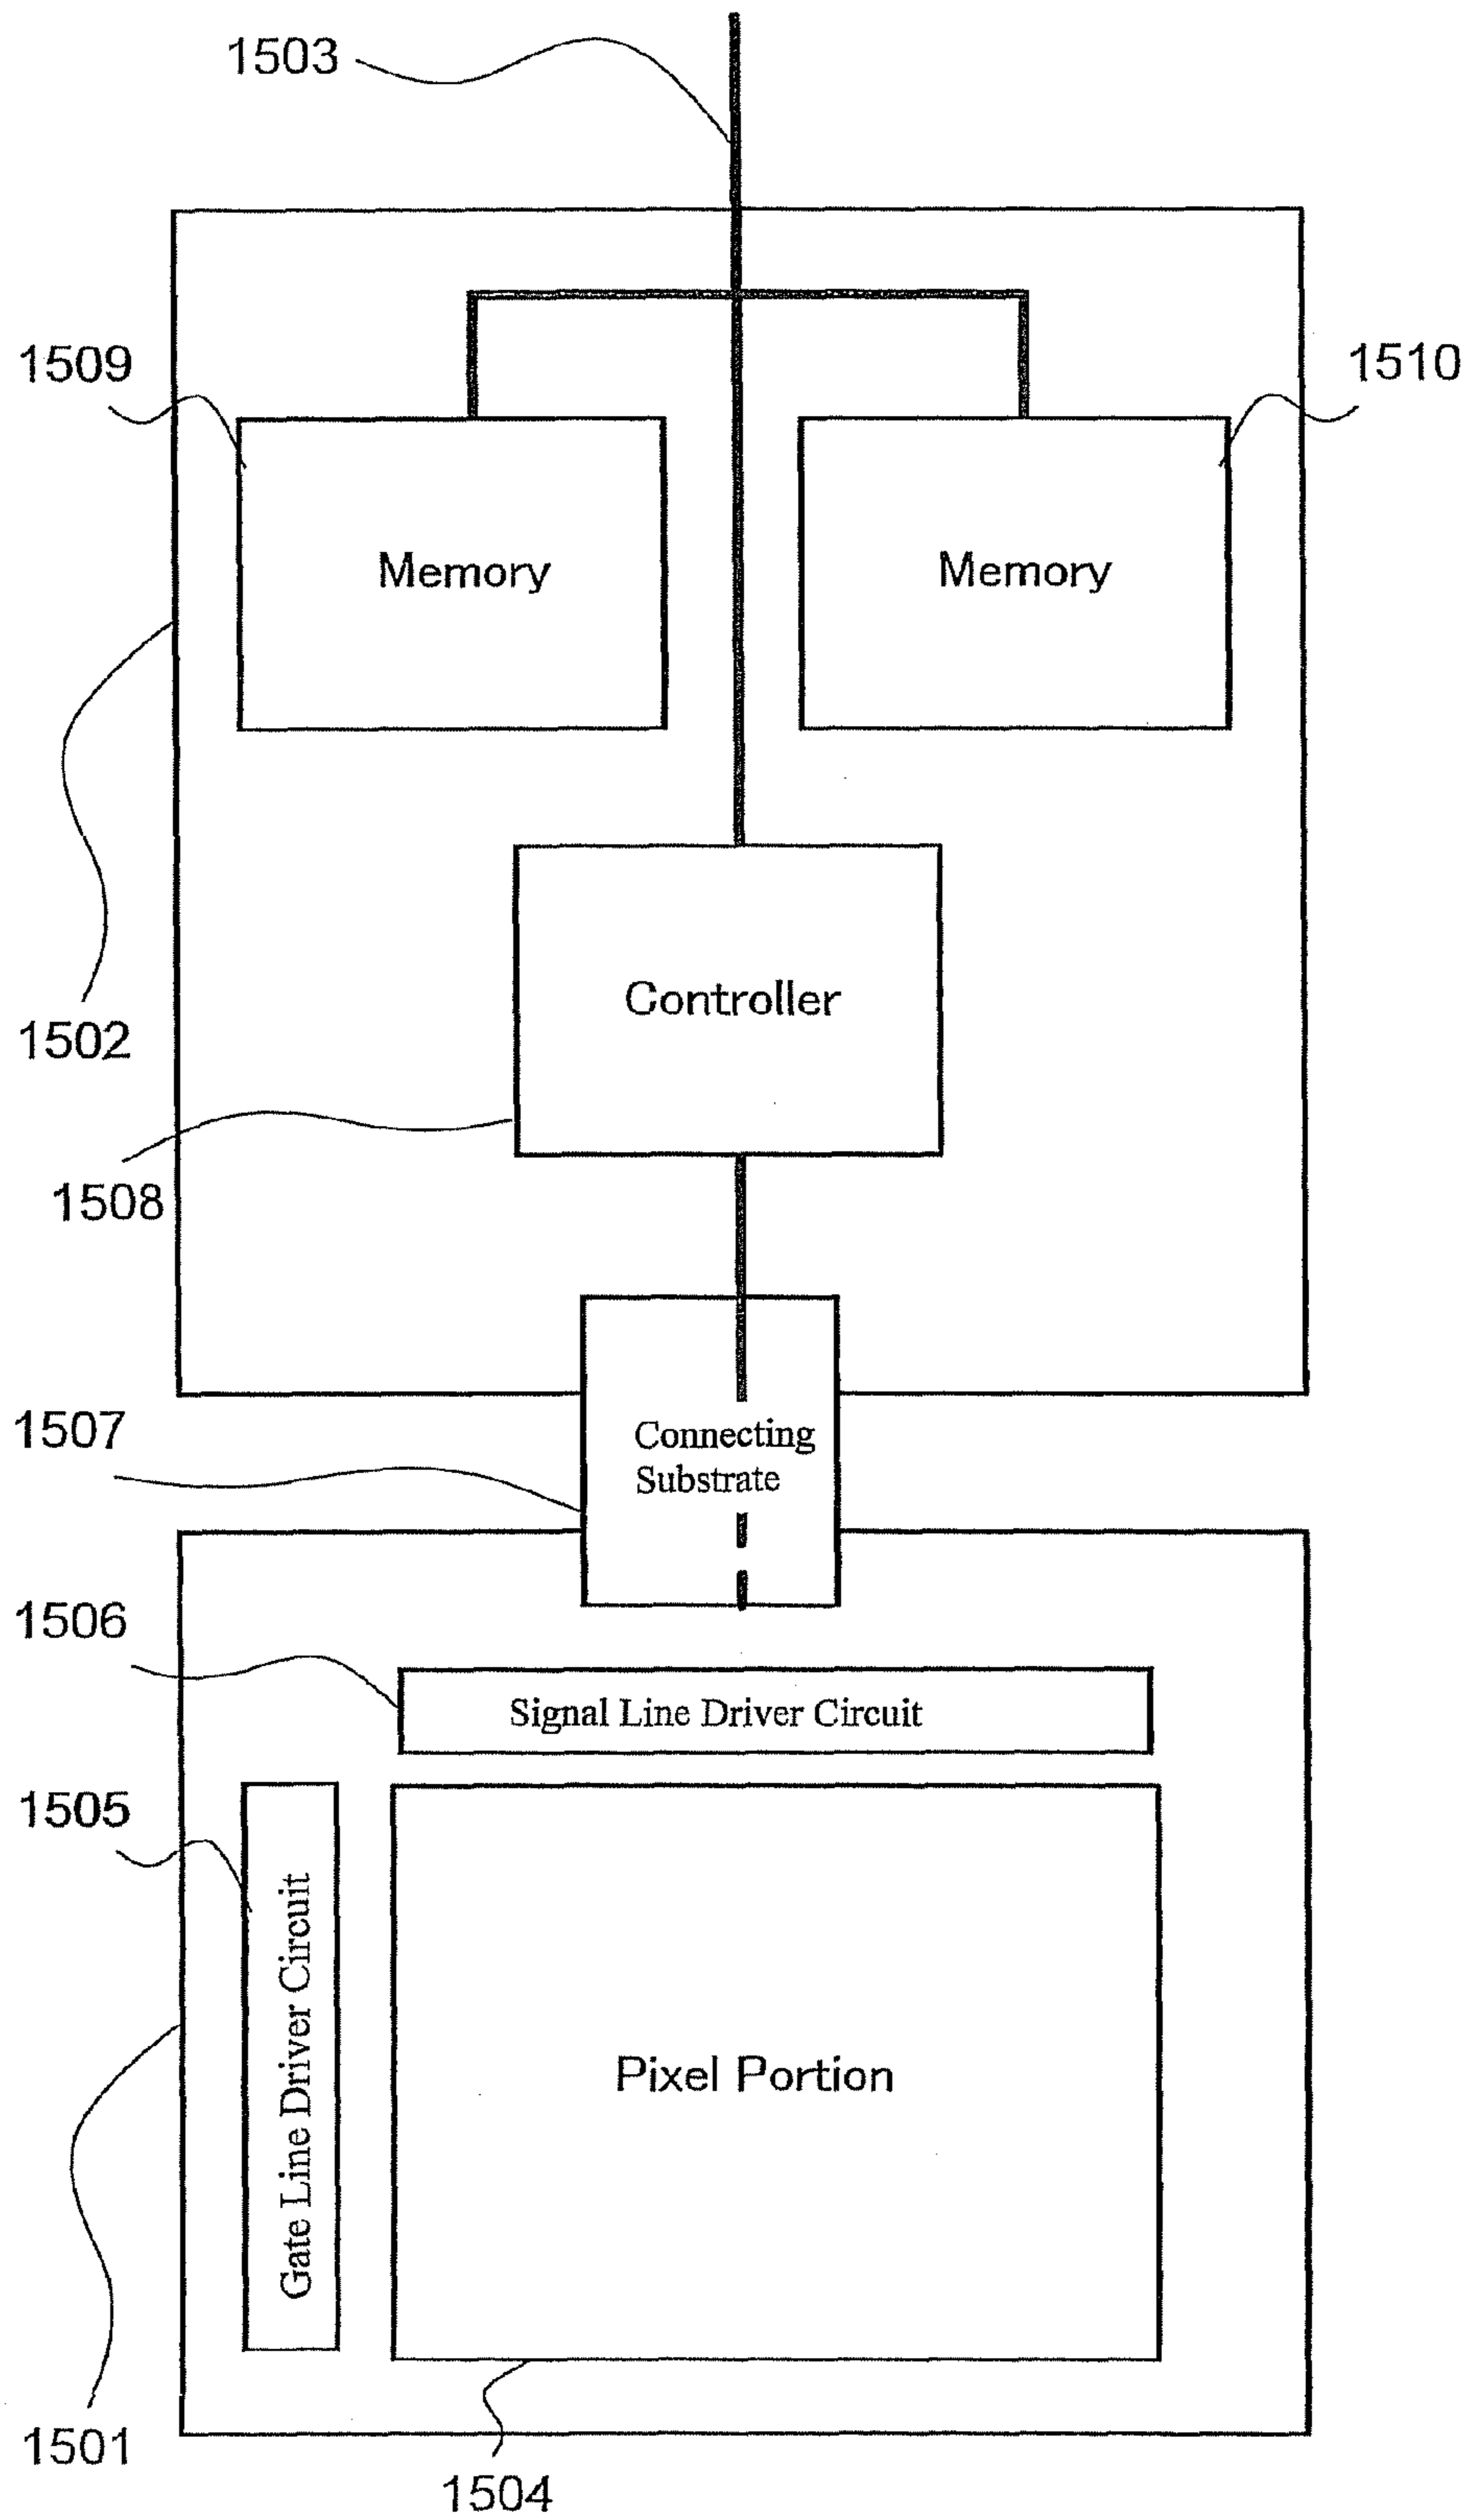 1503
1509
1510
Memory
Memory
Controller
1502
1508
1507
Connecting
Substrate
1506
Signal Line Driver Circuit
1505
Gate Line Driver Circuit
Pixel Portion
1501
1504